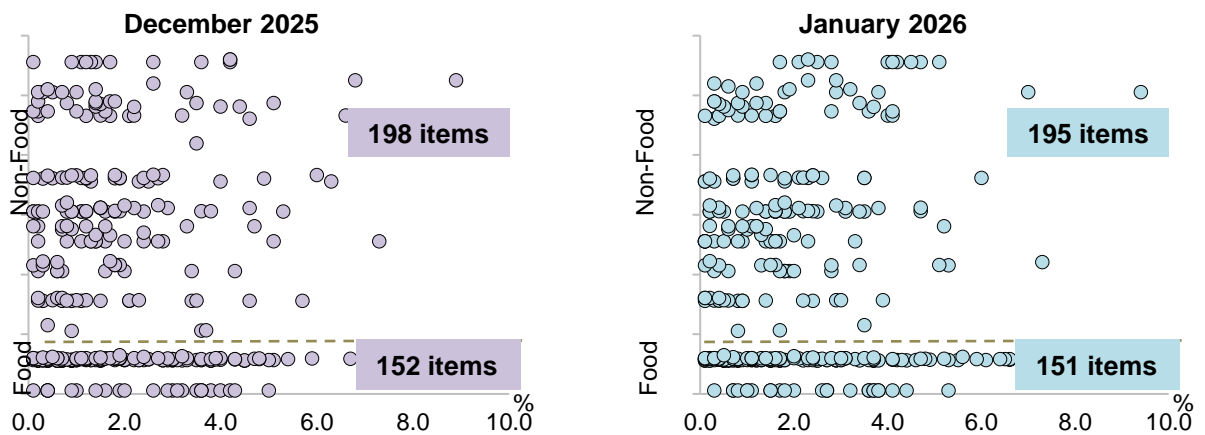 December 2025
Non-Food
198 items
Food
152 items
%
0.0 2.0 4.0 6.0 8.0 10.0
January 2026
Non-Food
195 items
Food
151 items
%
0.0 2.0 4.0 6.0 8.0 10.0